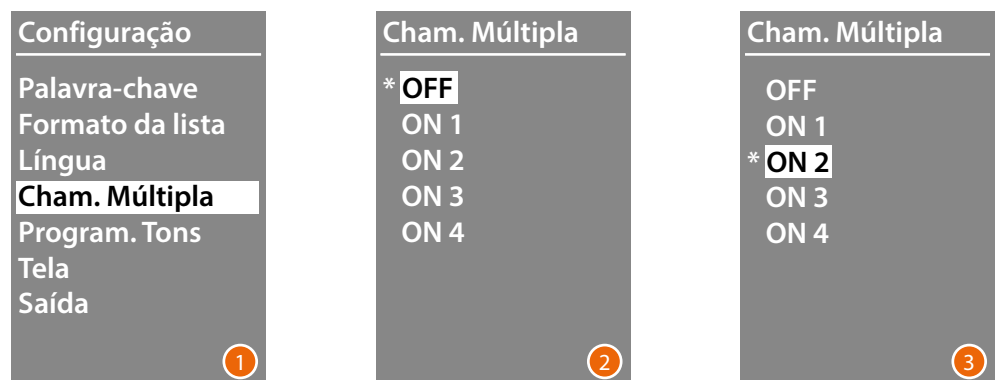 Configuração
Palavra-chave
Formato da lista
Língua
Cham. Múltipla
Program. Tons
Tela
Saída
1
Cham. Múltipla
* OFF
ON 1
ON 2
ON 3
ON 4
2
Cham. Múltipla
OFF
ON 1
* ON 2
ON 3
ON 4
3